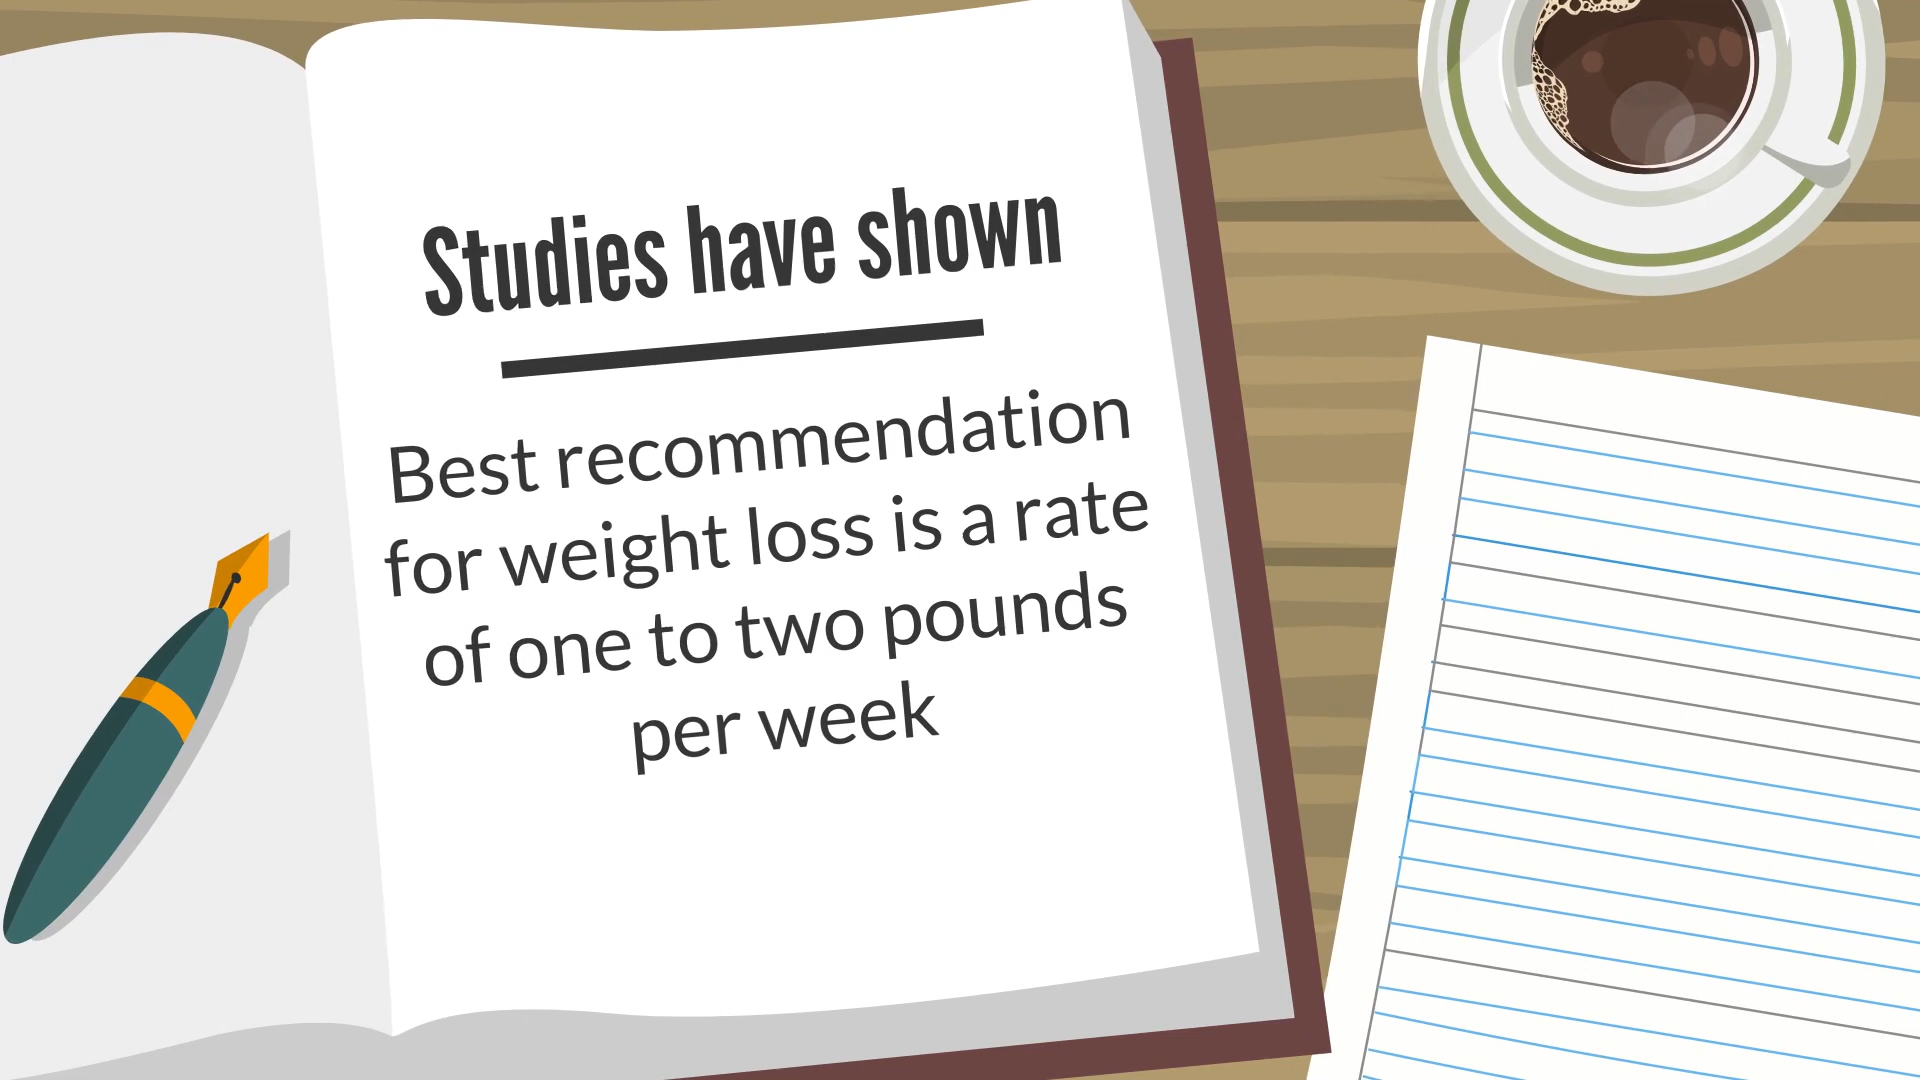 Studies have shown
Best recommendation
for weight loss is a rate
of one to two pounds
per week